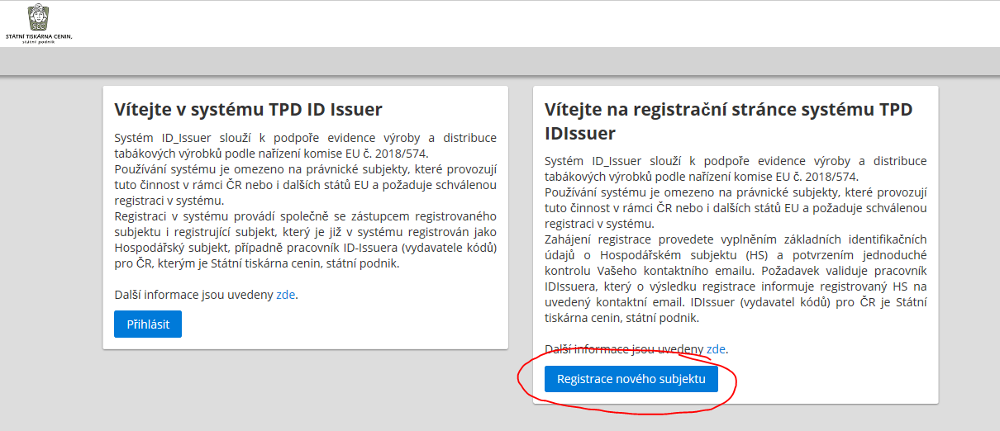 STC
STÁTNÍ TISKÁRNA CENIN,
státní podnik
Vítejte v systému TPD ID Issuer
Systém ID_Issuer slouží k podpoře evidence výroby a distribuce
tabákových výrobků podle nařízení komise EU č. 2018/574.
Používání systému je omezeno na právnické subjekty, které provozují
tuto činnost v rámci ČR nebo i dalších států EU a požaduje schválenou
registraci v systému.
Registraci v systému provádí společně se zástupcem registrovaného
subjektu i registrující subjekt, který je již v systému registrován jako
Hospodářský subjekt, případně pracovník ID-Issuera (vydavatele kódů)
pro ČR, kterým je Státní tiskárna cenin, státní podnik.
Další informace jsou uvedeny zde.
Přihlásit
Vítejte na registrační stránce systému TPD
IDIssuer
Systém ID_Issuer slouží k podpoře evidence výroby a distribuce
tabákových výrobků podle nařízení komise EU č. 2018/574.
Používání systému je omezeno na právnické subjekty, které provozují
tuto činnost v rámci ČR nebo i dalších států EU a požaduje schválenou
registraci v systému.
Zahájení registrace provedete vyplněním základních identifikačních
údajů o Hospodářském subjektu (HS) a potvrzením jednoduché
kontrolu Vašeho kontaktního emailu. Požadavek validuje pracovník
IDIssuera, který o výsledku registrace informuje registrovaný HS na
uvedený kontaktní email. IDIssuer (vydavatel kódů) pro ČR je Státní
tiskárna cenin, státní podnik.
Další informace jsou uvedeny zde.
Registrace nového subjektu